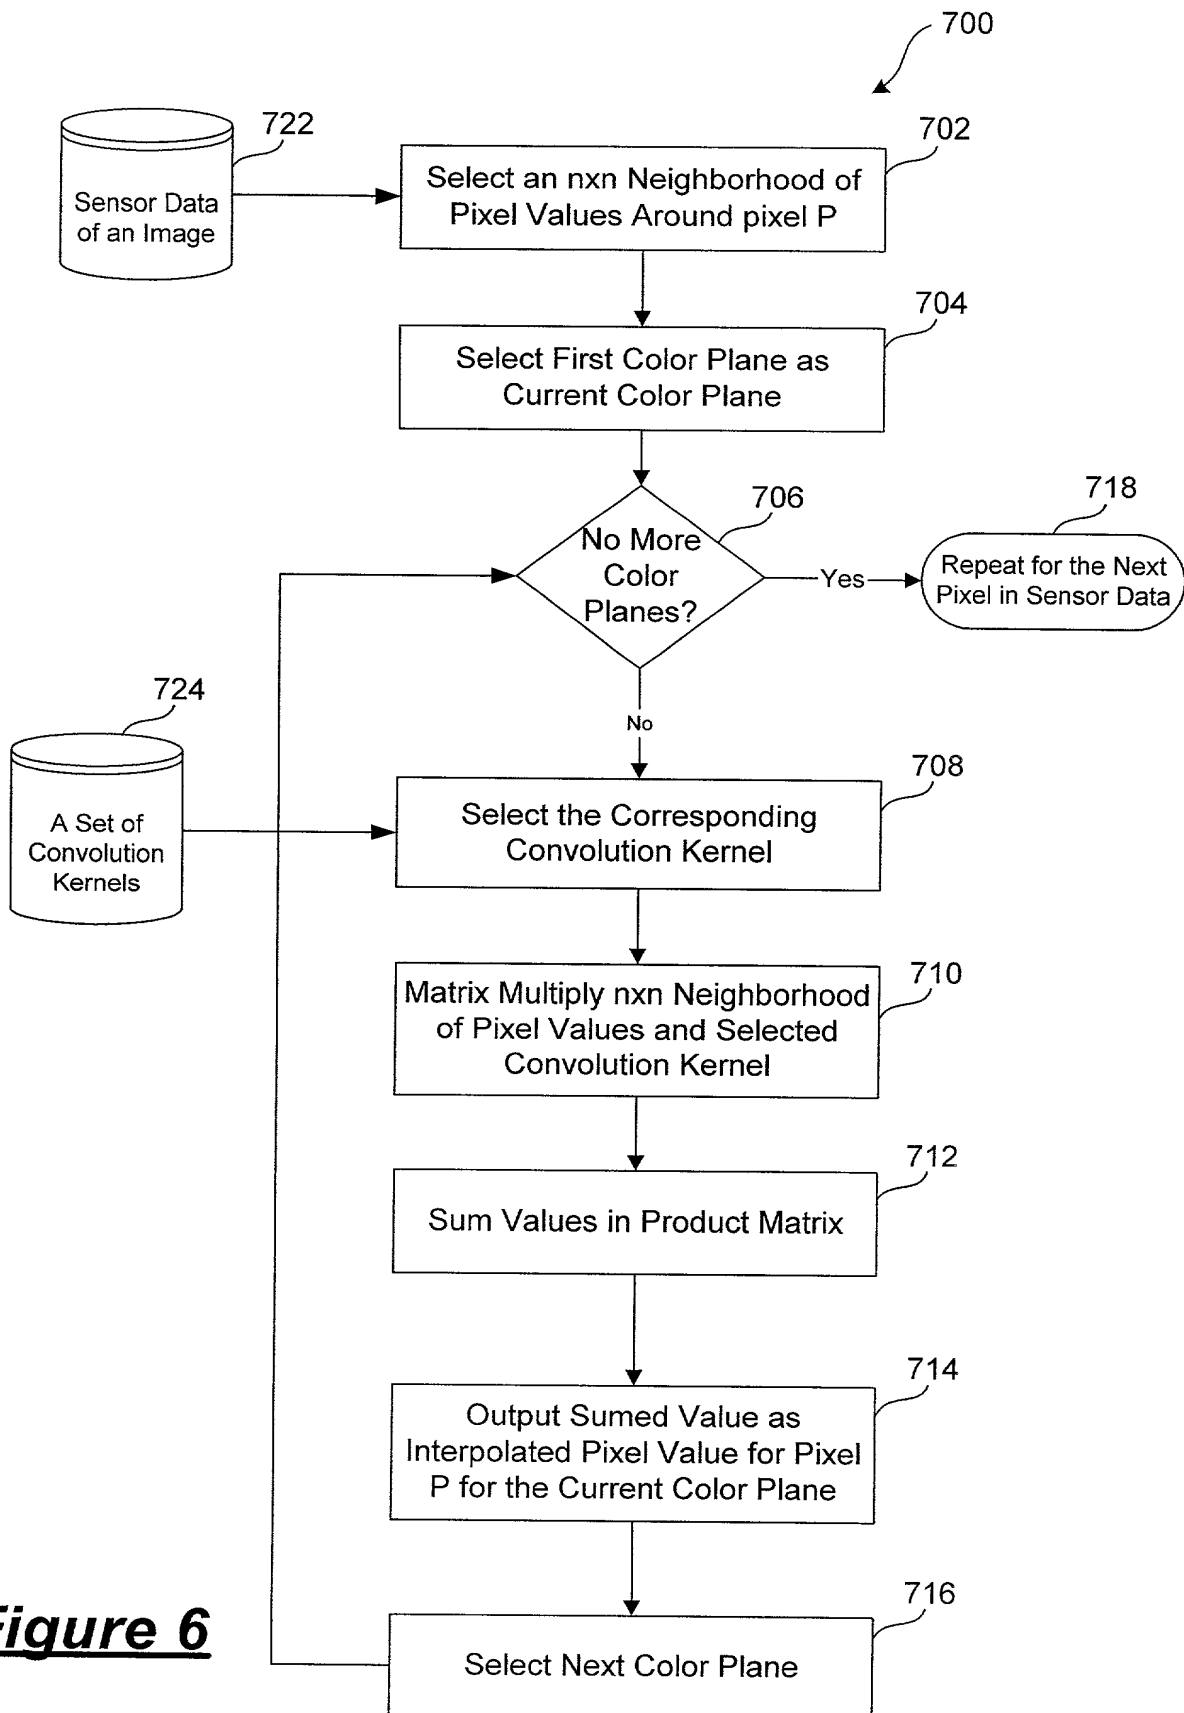 700
722
702
Sensor Data
of an Image
Select an nxn Neighborhood of
Pixel Values Around pixel P
704
Select First Color Plane as
Current Color Plane
706
718
No More
Color
Planes?
Yes
Repeat for the Next
Pixel in Sensor Data
No
724
708
A Set of
Convolution
Kernels
Select the Corresponding
Convolution Kernel
710
Matrix Multiply nxn Neighborhood
of Pixel Values and Selected
Convolution Kernel
712
Sum Values in Product Matrix
714
Output Sumed Value as
Interpolated Pixel Value for Pixel
P for the Current Color Plane
716
Select Next Color Plane
Figure 6